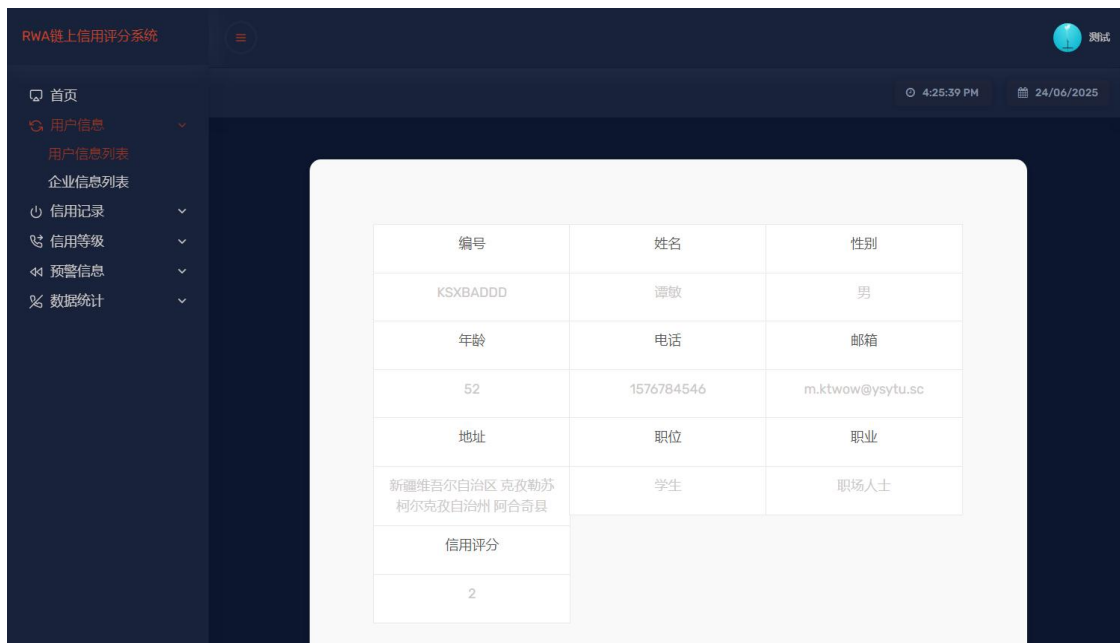 RWA链上信用评分系统
测试
4:25:39 PM
24/06/2025
首页
用户信息
用户信息列表
企业信息列表
信用记录
信用等级
预警信息
数据统计
编号 姓名 性别
KSXBADDD 谭敏 男
年龄 电话 邮箱
52 1576784546 m.ktwow@ysytu.sc
地址 职位 职业
新疆维吾尔自治区 克孜勒苏
柯尔克孜自治州 阿合奇县
学生 职场人士
信用评分
2